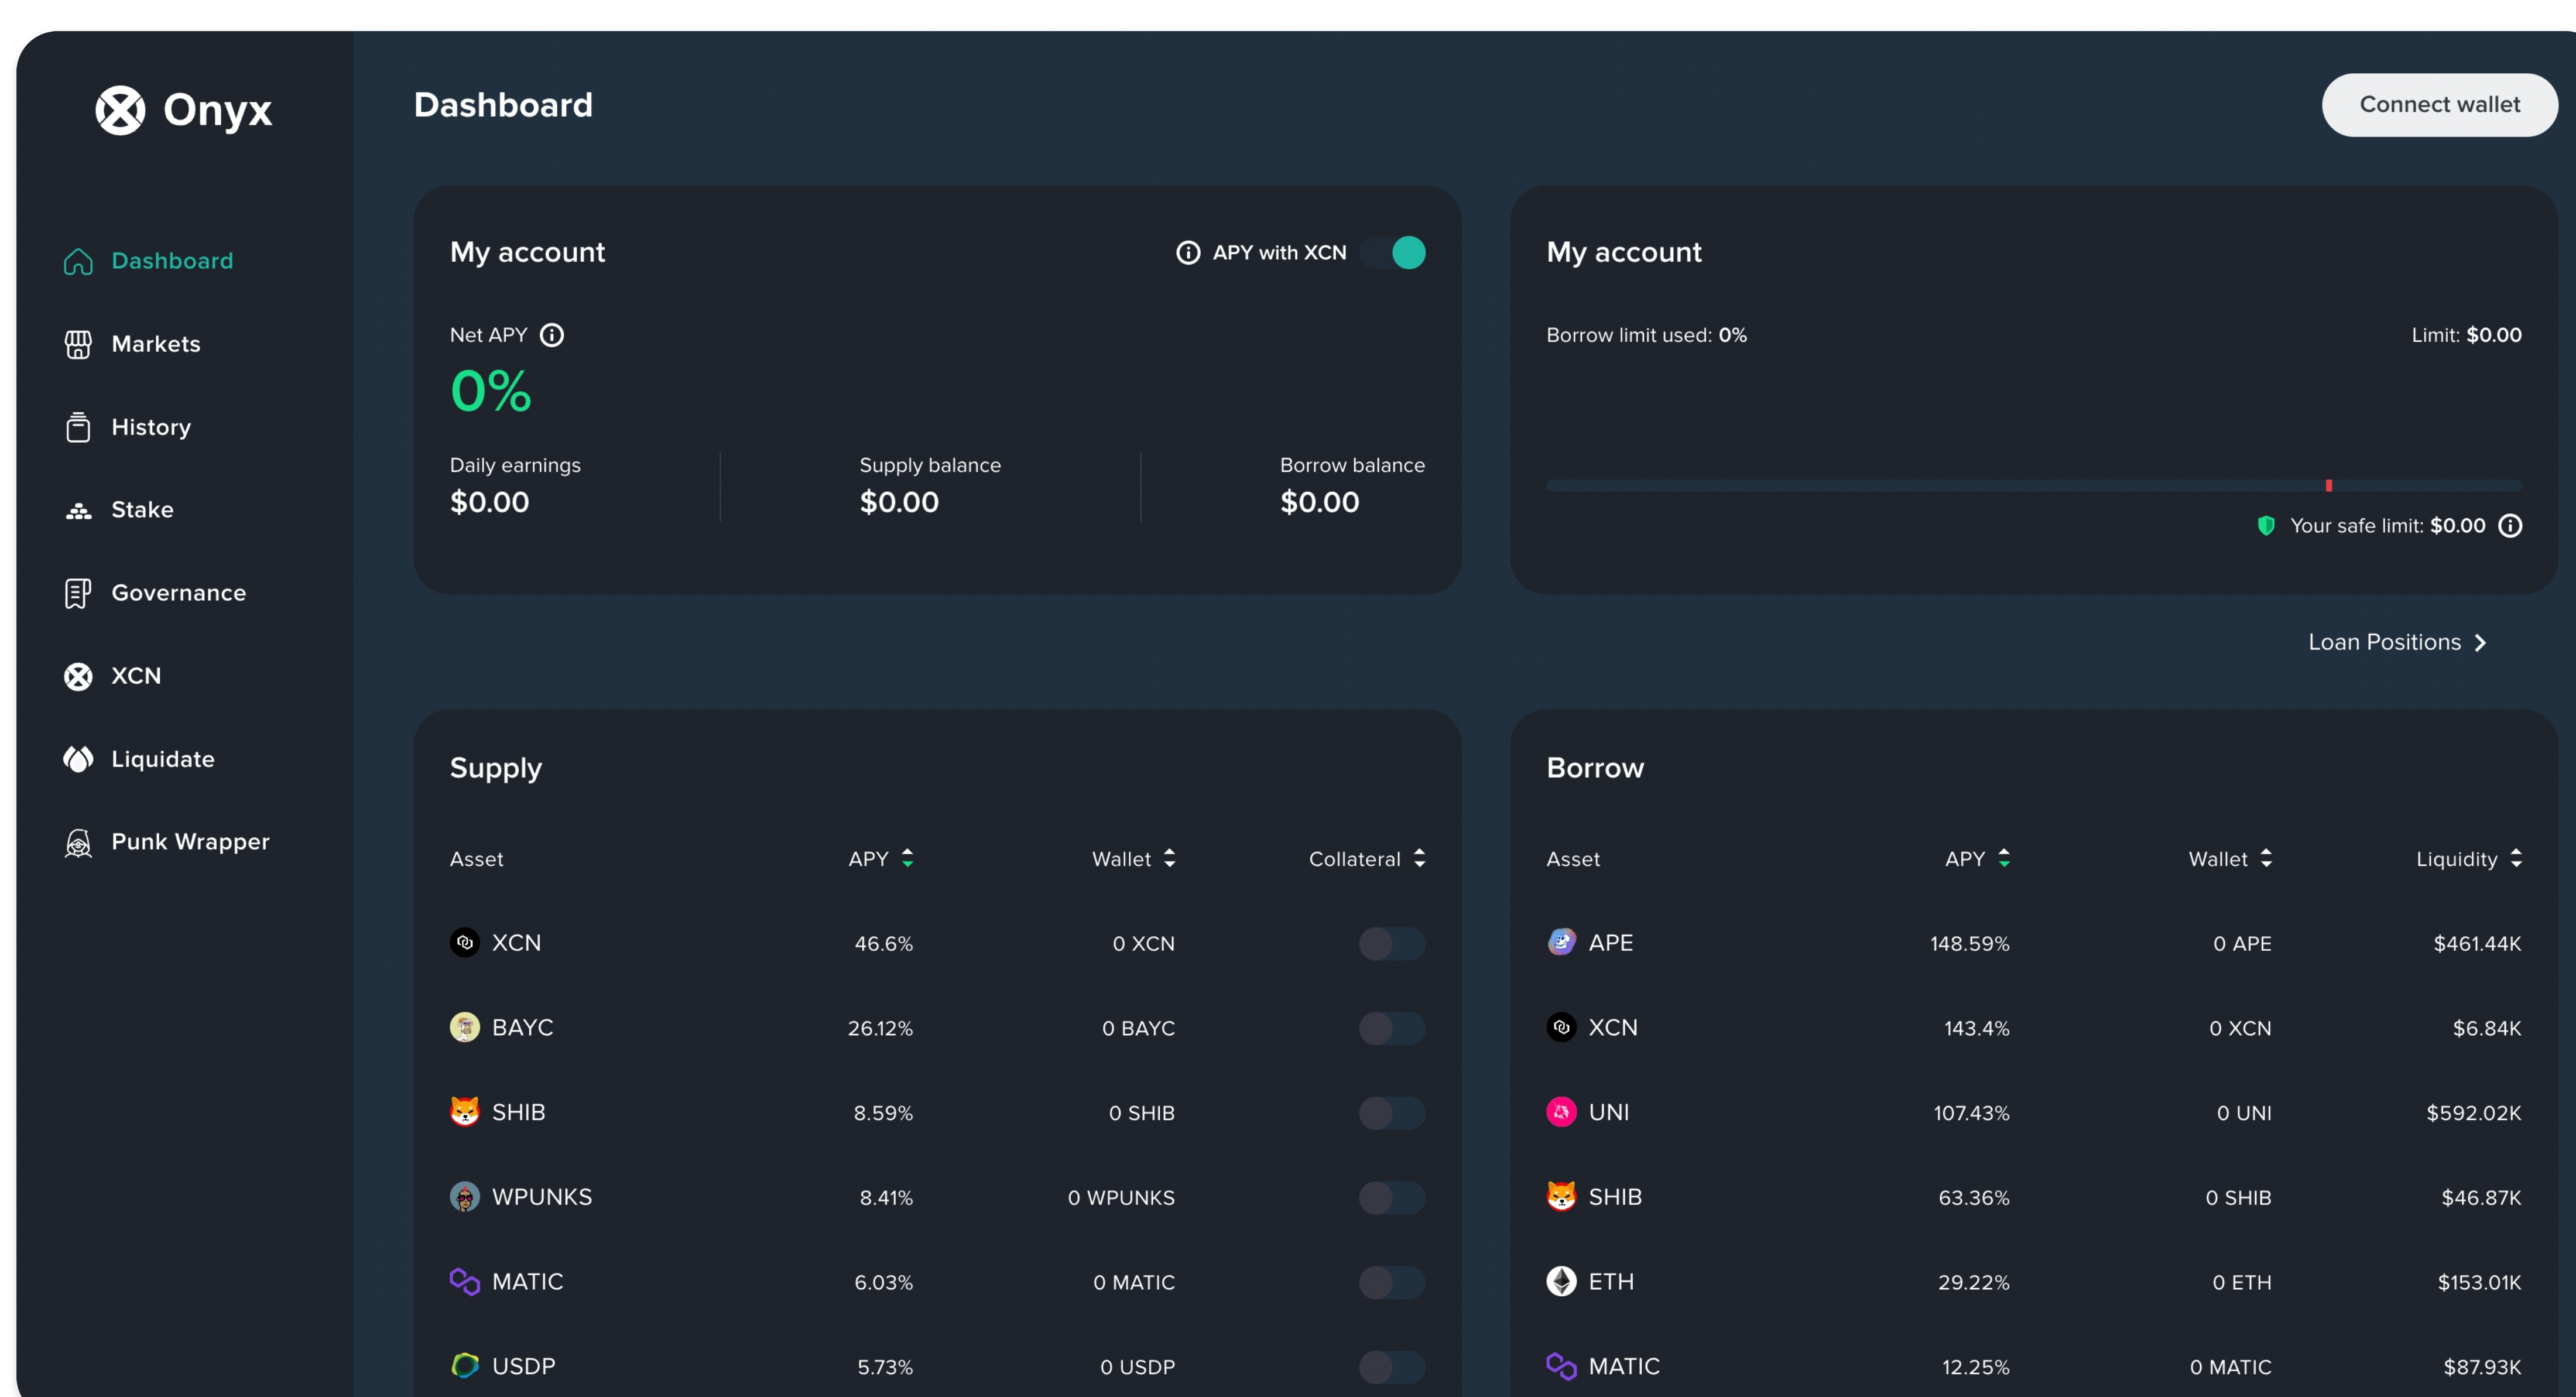 Onyx
Dashboard
Markets
History
Stake
Governance
XCN
Liquidate
Punk Wrapper
Dashboard
Connect wallet
My account
APY with XCN
Net APY
0%
Daily earnings
$0.00
Supply balance
$0.00
Borrow balance
$0.00
My account
Borrow limit used: 0%
Limit: $0.00
Your safe limit: $0.00
Loan Positions
Supply
Asset APY Wallet Collateral
XCN 46.6% 0 XCN
BAYC 26.12% 0 BAYC
SHIB 8.59% 0 SHIB
WPUNKS 8.41% 0 WPUNKS
MATIC 6.03% 0 MATIC
USDP 5.73% 0 USDP
Borrow
Asset APY Wallet Liquidity
APE 148.59% 0 APE $461.44K
XCN 143.4% 0 XCN $6.84K
UNI 107.43% 0 UNI $592.02K
SHIB 63.36% 0 SHIB $46.87K
ETH 29.22% 0 ETH $153.01K
MATIC 12.25% 0 MATIC $87.93K